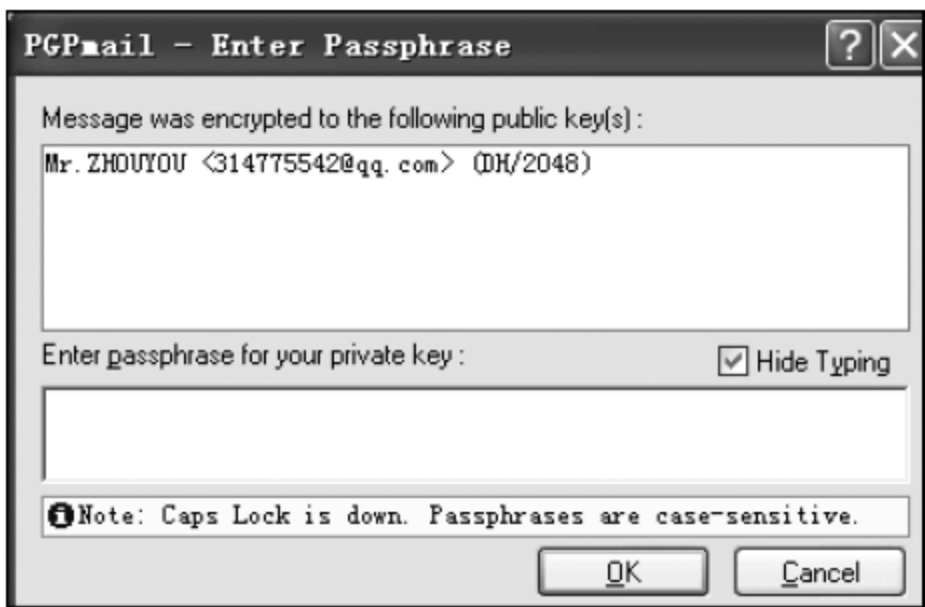 PGPmail - Enter Passphrase
Message was encrypted to the following public key(s) :
Mr. ZHOUYOU <314775542@qq.com> (DH/2048)
Enter passphrase for your private key :
Hide Typing
Note: Caps Lock is down. Passphrases are case-sensitive.
OK
Cancel